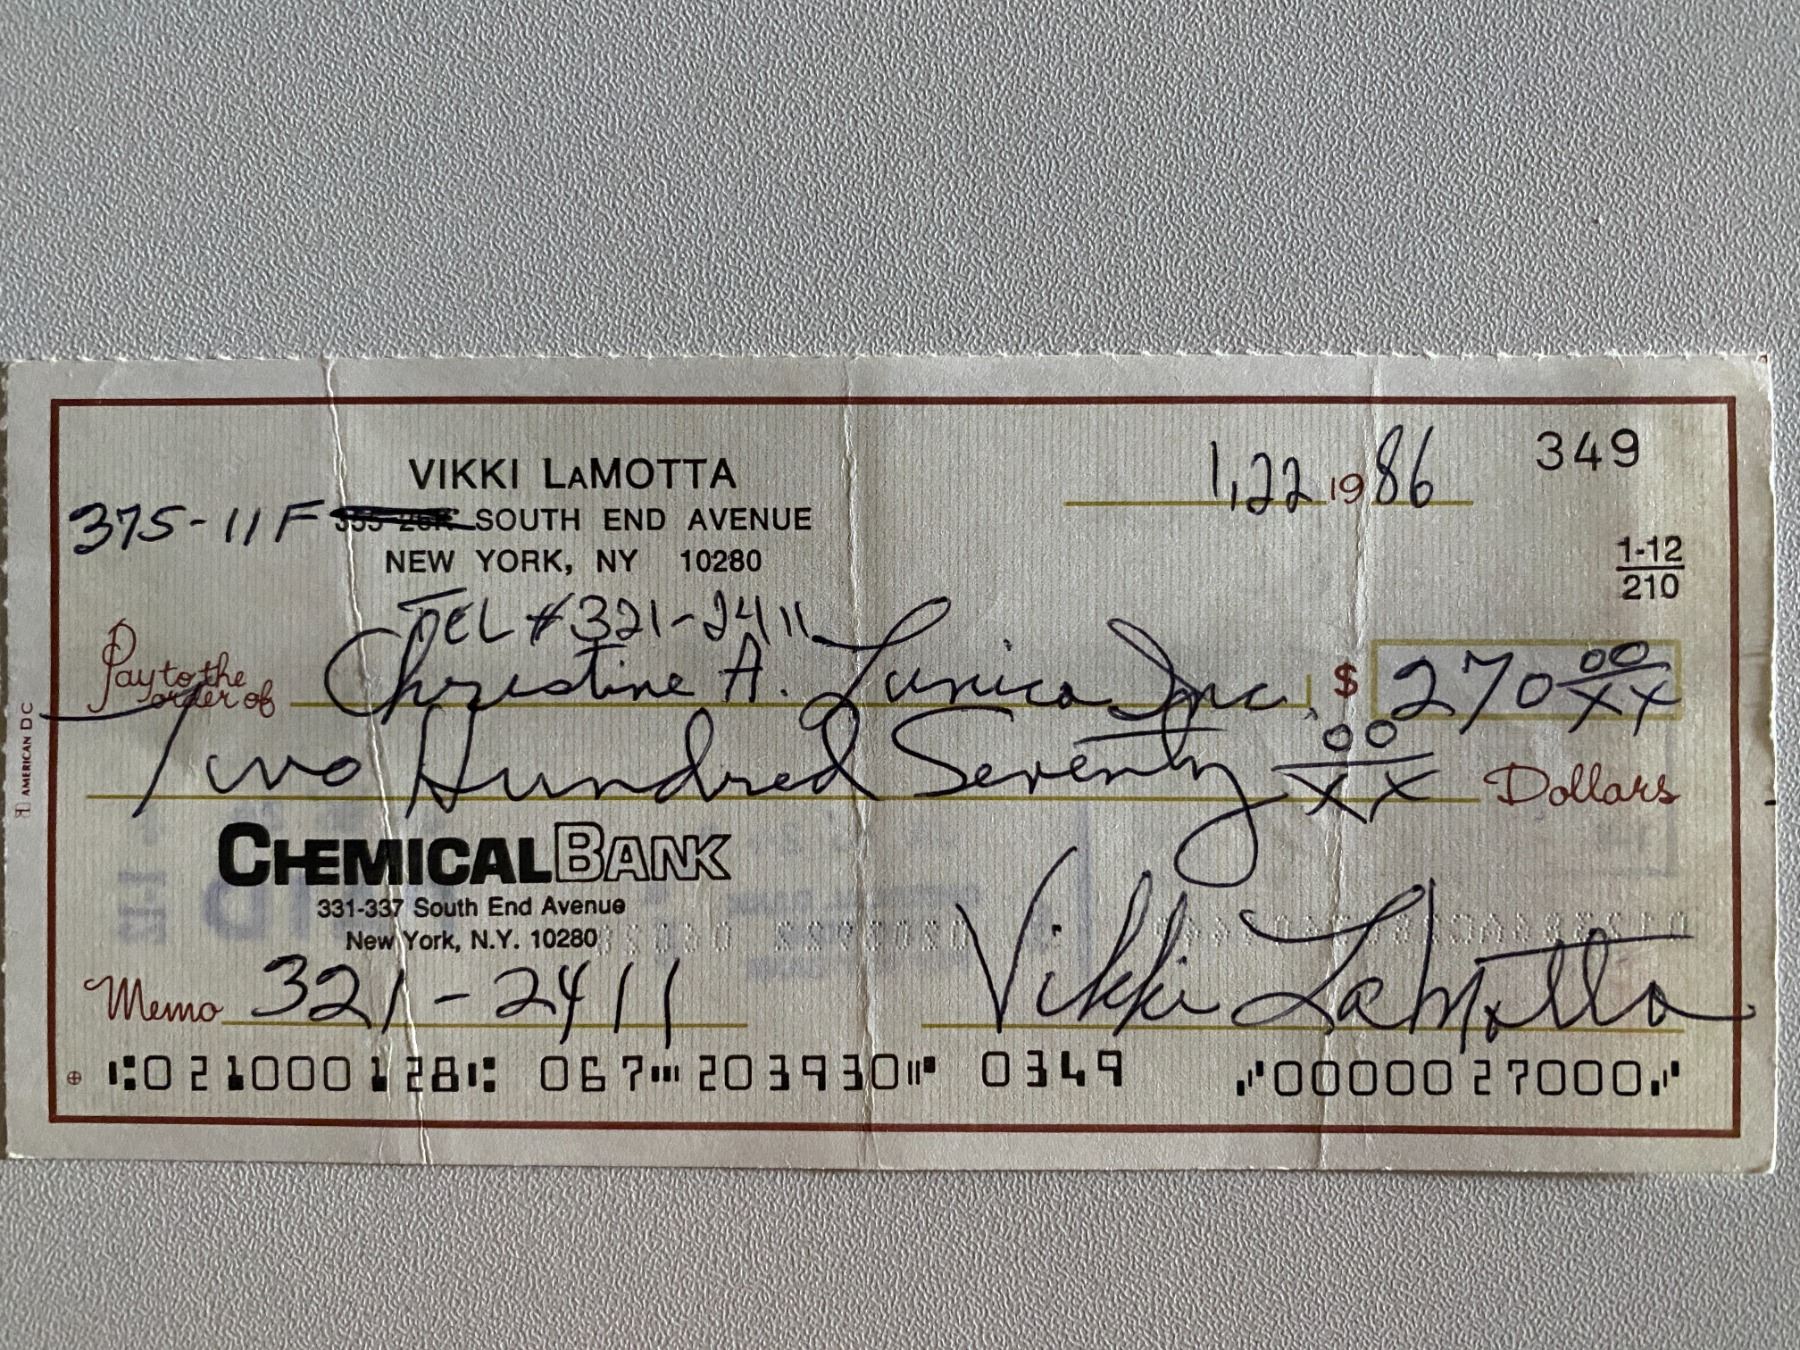 VIKKI LAMOTTA
349
1,22 1986
375-11F SOUTH END AVENUE
NEW YORK, NY 10280
1-12
210
TEL # 321-2411
Pay to the order of Christine A. Lunica Inc. $ 270 00/XX
Two Hundred Seventy 00/XX Dollars
CHEMICAL BANK
331-337 South End Avenue
New York, N.Y. 10280
Memo 321-2411 Vikki LaMotta
⑆021000128⑆ 067⑉203930⑈ 0349 ⑇0000027000⑇
AMERICAN DC